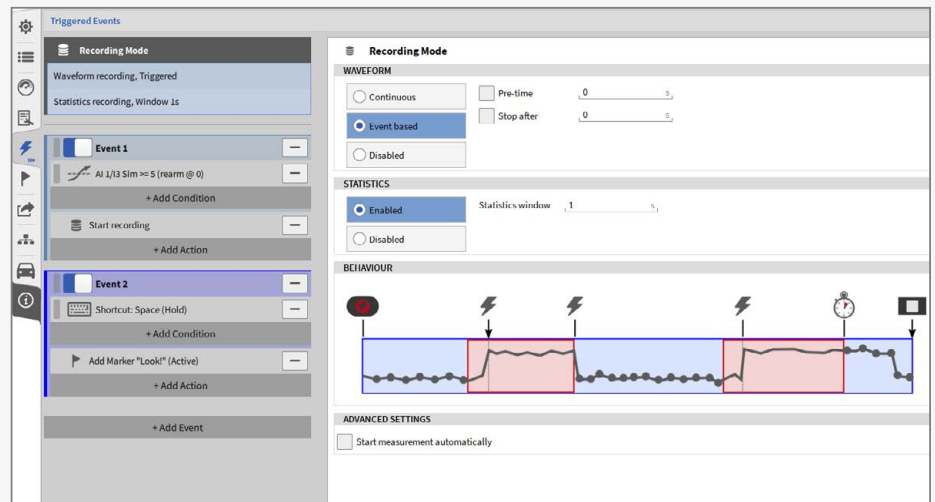 Triggered Events
Recording Mode
Waveform recording, Triggered
Statistics recording, Window 1s
Event 1
AI 1/I3 Sim >= 5 (rearm @ 0)
+ Add Condition
Start recording
+ Add Action
Event 2
Shortcut: Space (Hold)
+ Add Condition
Add Marker "Look!" (Active)
+ Add Action
+ Add Event
Recording Mode
WAVEFORM
Continuous
Event based
Disabled
Pre-time 0 s
Stop after 0 s
STATISTICS
Enabled
Disabled
Statistics window 1 s
BEHAVIOUR
ADVANCED SETTINGS
Start measurement automatically